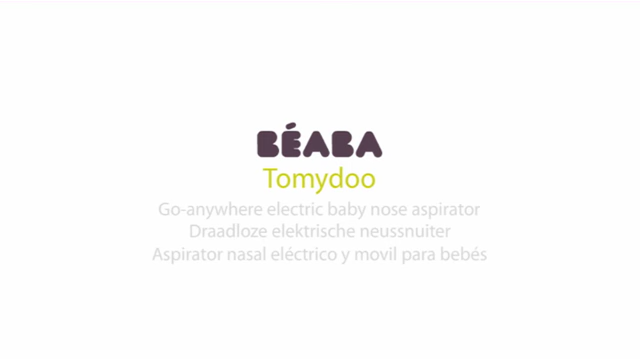 BÉABA
Tomydoo
Go-anywhere electric baby nose aspirator
Draadloze elektrische neussnuiter
Aspirator nasal eléctrico y movil para bebés